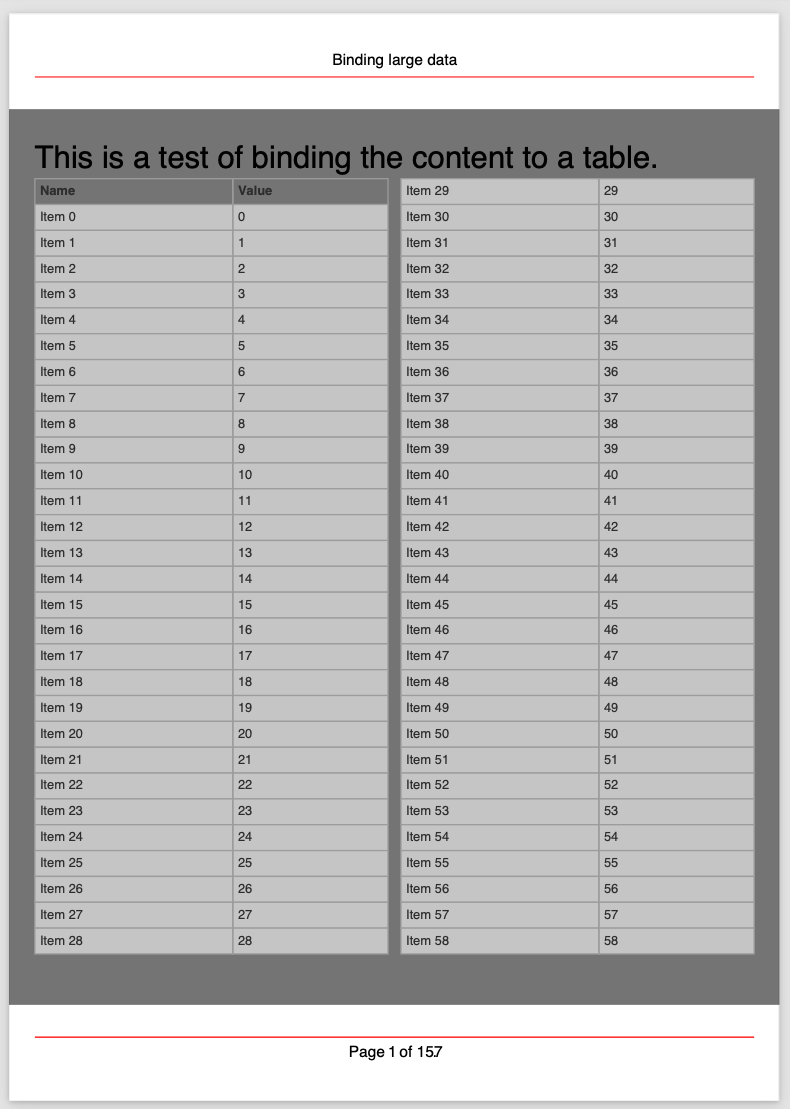 Binding large data
This is a test of binding the content to a table.
Name Value
Item 0 0
Item 1 1
Item 2 2
Item 3 3
Item 4 4
Item 5 5
Item 6 6
Item 7 7
Item 8 8
Item 9 9
Item 10 10
Item 11 11
Item 12 12
Item 13 13
Item 14 14
Item 15 15
Item 16 16
Item 17 17
Item 18 18
Item 19 19
Item 20 20
Item 21 21
Item 22 22
Item 23 23
Item 24 24
Item 25 25
Item 26 26
Item 27 27
Item 28 28
Item 29 29
Item 30 30
Item 31 31
Item 32 32
Item 33 33
Item 34 34
Item 35 35
Item 36 36
Item 37 37
Item 38 38
Item 39 39
Item 40 40
Item 41 41
Item 42 42
Item 43 43
Item 44 44
Item 45 45
Item 46 46
Item 47 47
Item 48 48
Item 49 49
Item 50 50
Item 51 51
Item 52 52
Item 53 53
Item 54 54
Item 55 55
Item 56 56
Item 57 57
Item 58 58
Page 1 of 157